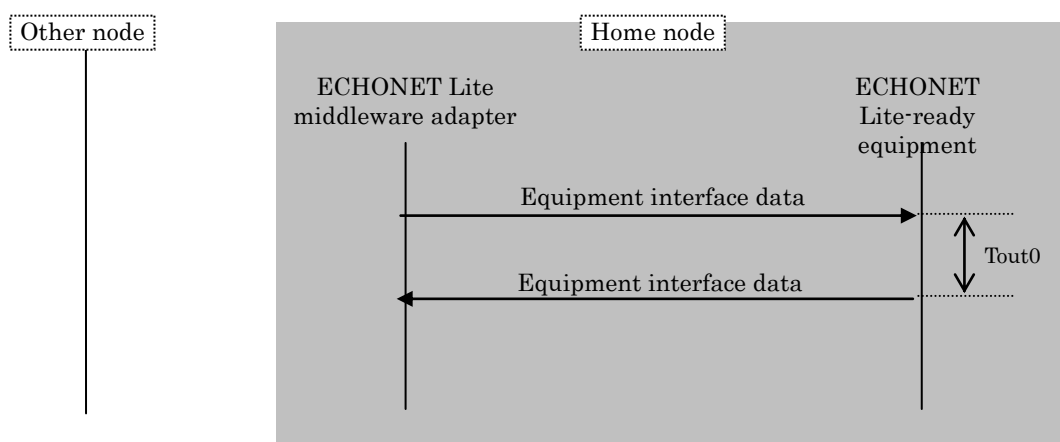 Other node
Home node
ECHONET Lite
middleware adapter
ECHONET
Lite-ready
equipment
Equipment interface data
Tout0
Equipment interface data